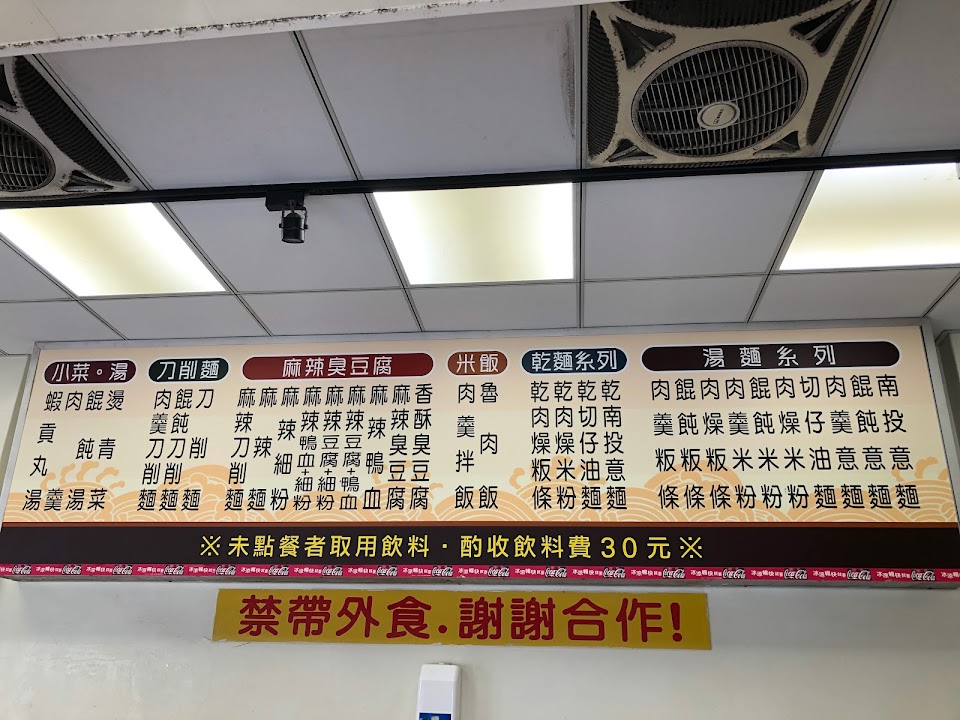 小菜。湯
蝦貢丸湯
肉羹
餛飩湯
燙青菜
刀削麵
肉羹刀削麵
餛飩刀削麵
刀削麵
麻辣臭豆腐
麻辣刀削麵
麻辣麵
麻辣細粉
麻辣鴨血+細粉
麻辣豆腐+細粉
麻辣豆腐+鴨血
麻辣鴨血
麻辣臭豆腐
香酥臭豆腐
米飯
肉羹拌飯
魯肉飯
乾麵系列
乾肉燥粄條
乾肉燥米粉
乾切仔油麵
乾南投意麵
湯麵系列
肉羹粄條
餛飩粄條
肉燥粄條
肉羹米粉
餛飩米粉
肉燥米粉
切仔油麵
肉羹意麵
餛飩意麵
南投意麵
※未點餐者取用飲料·酌收飲料費30元※
禁帶外食.謝謝合作!